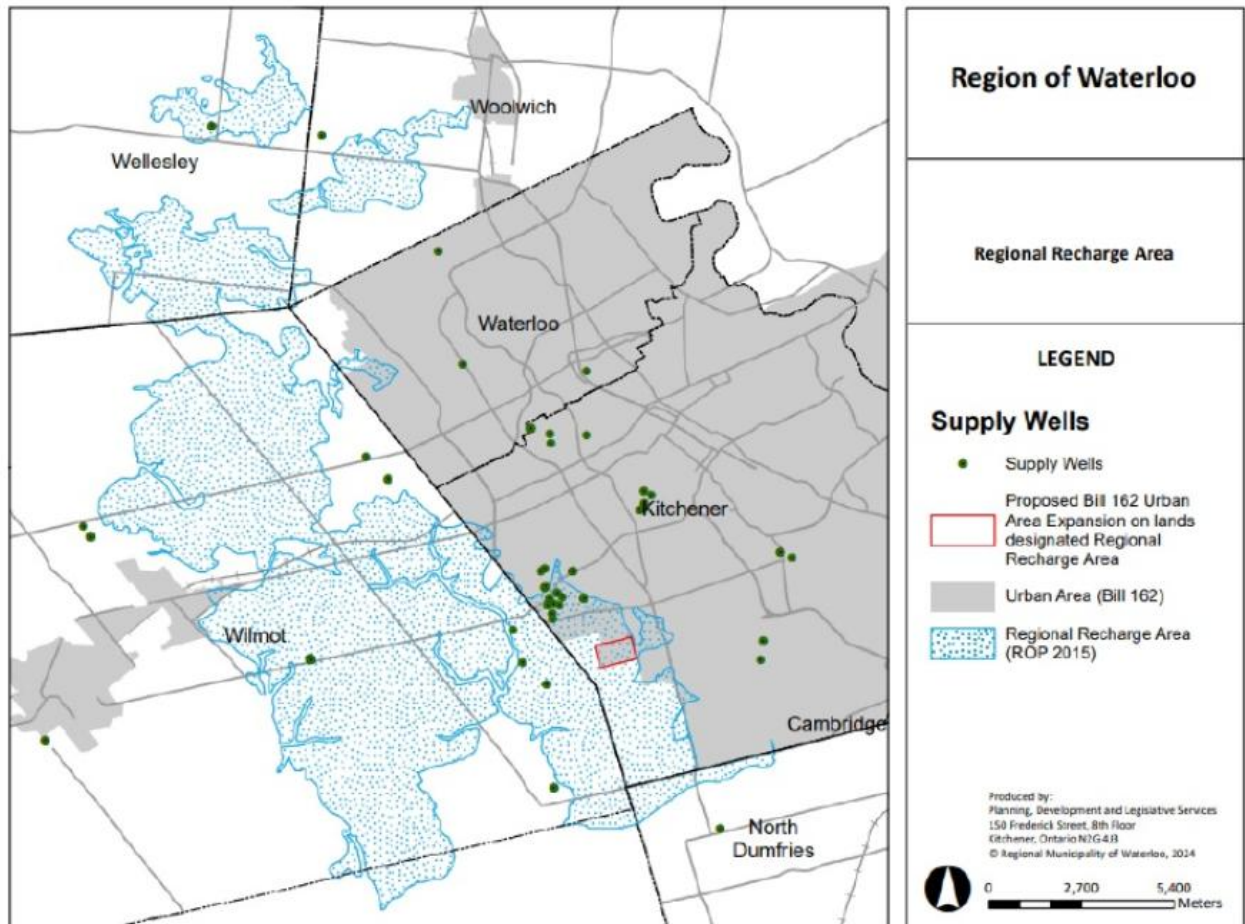 Woolwich
Wellesley
Waterloo
Kitchener
Wilmot
Cambridge
North
Dumfries
Region of Waterloo
Regional Recharge Area
LEGEND
Supply Wells
Supply Wells
Proposed Bill 162 Urban
Area Expansion on lands
designated Regional
Recharge Area
Urban Area (Bill 162)
Regional Recharge Area
(ROP 2015)
Produced by:
Planning, Development and Legislative Services
150 Frederick Street, 8th Floor
Kitchener, Ontario N2G4J3
© Regional Municipality of Waterloo, 2024
0 2,700 5,400
Meters